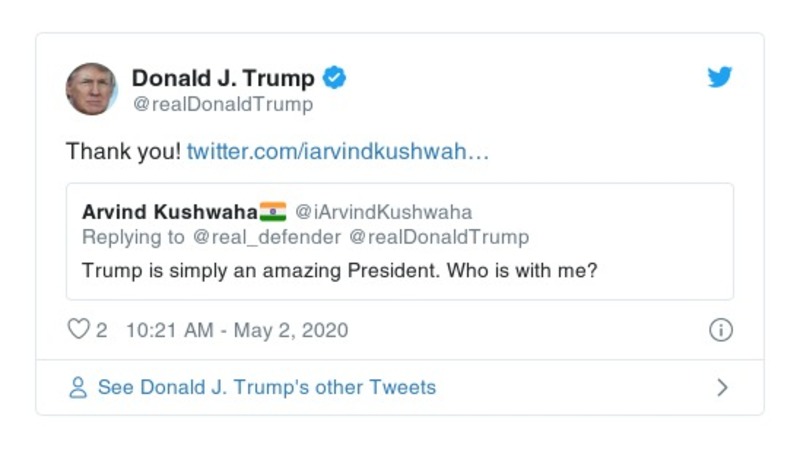 Donald J. Trump
@realDonaldTrump
Thank you! twitter.com/iarvindkushwah…
Arvind Kushwaha🇮🇳 @iArvindKushwaha
Replying to @real_defender @realDonaldTrump
Trump is simply an amazing President. Who is with me?
2 10:21 AM - May 2, 2020
See Donald J. Trump's other Tweets